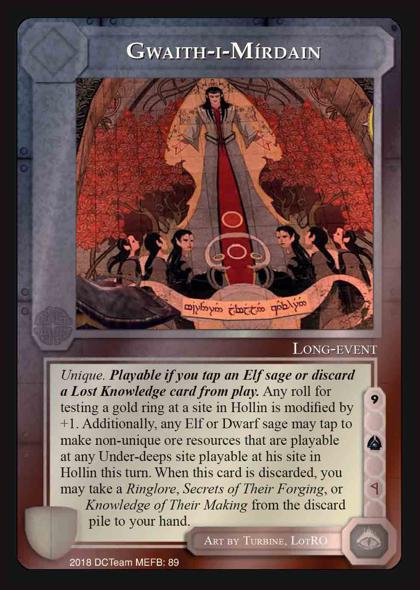 GWAITH-I-MÍRDAIN
LONG-EVENT
Unique. Playable if you tap an Elf sage or discard
a Lost Knowledge card from play. Any roll for
testing a gold ring at a site in Hollin is modified by
+1. Additionally, any Elf or Dwarf sage may tap to
make non-unique ore resources that are playable
at any Under-deeps site playable at his site in
Hollin this turn. When this card is discarded, you
may take a Ringlore, Secrets of Their Forging, or
Knowledge of Their Making from the discard
pile to your hand.
9
ART BY TURBINE, LOTRO
2018 DCTeam MEFB: 89